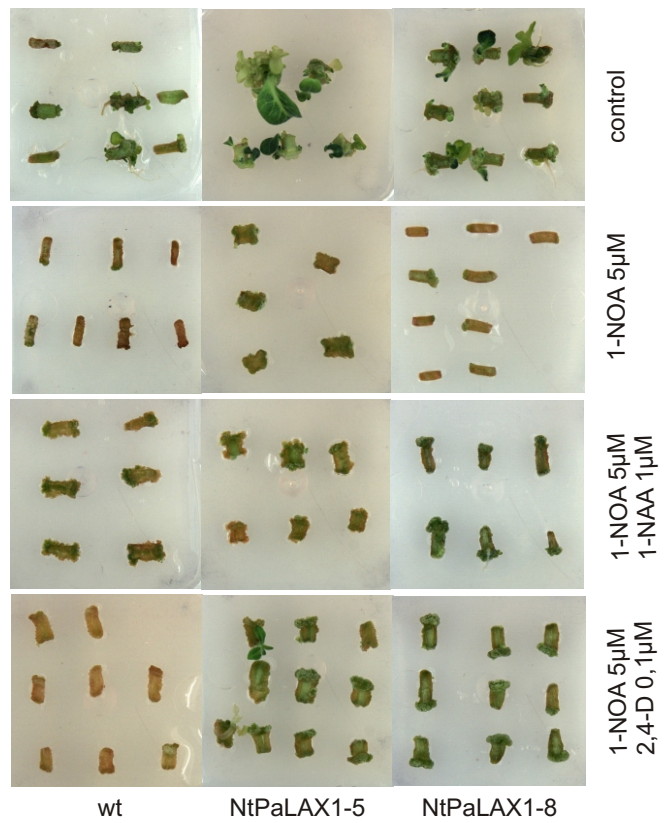 control
1-NOA 5µM
1-NOA 5µM
1-NAA 1µM
1-NOA 5µM
2,4-D 0,1µM
wt
NtPaLAX1-5
NtPaLAX1-8